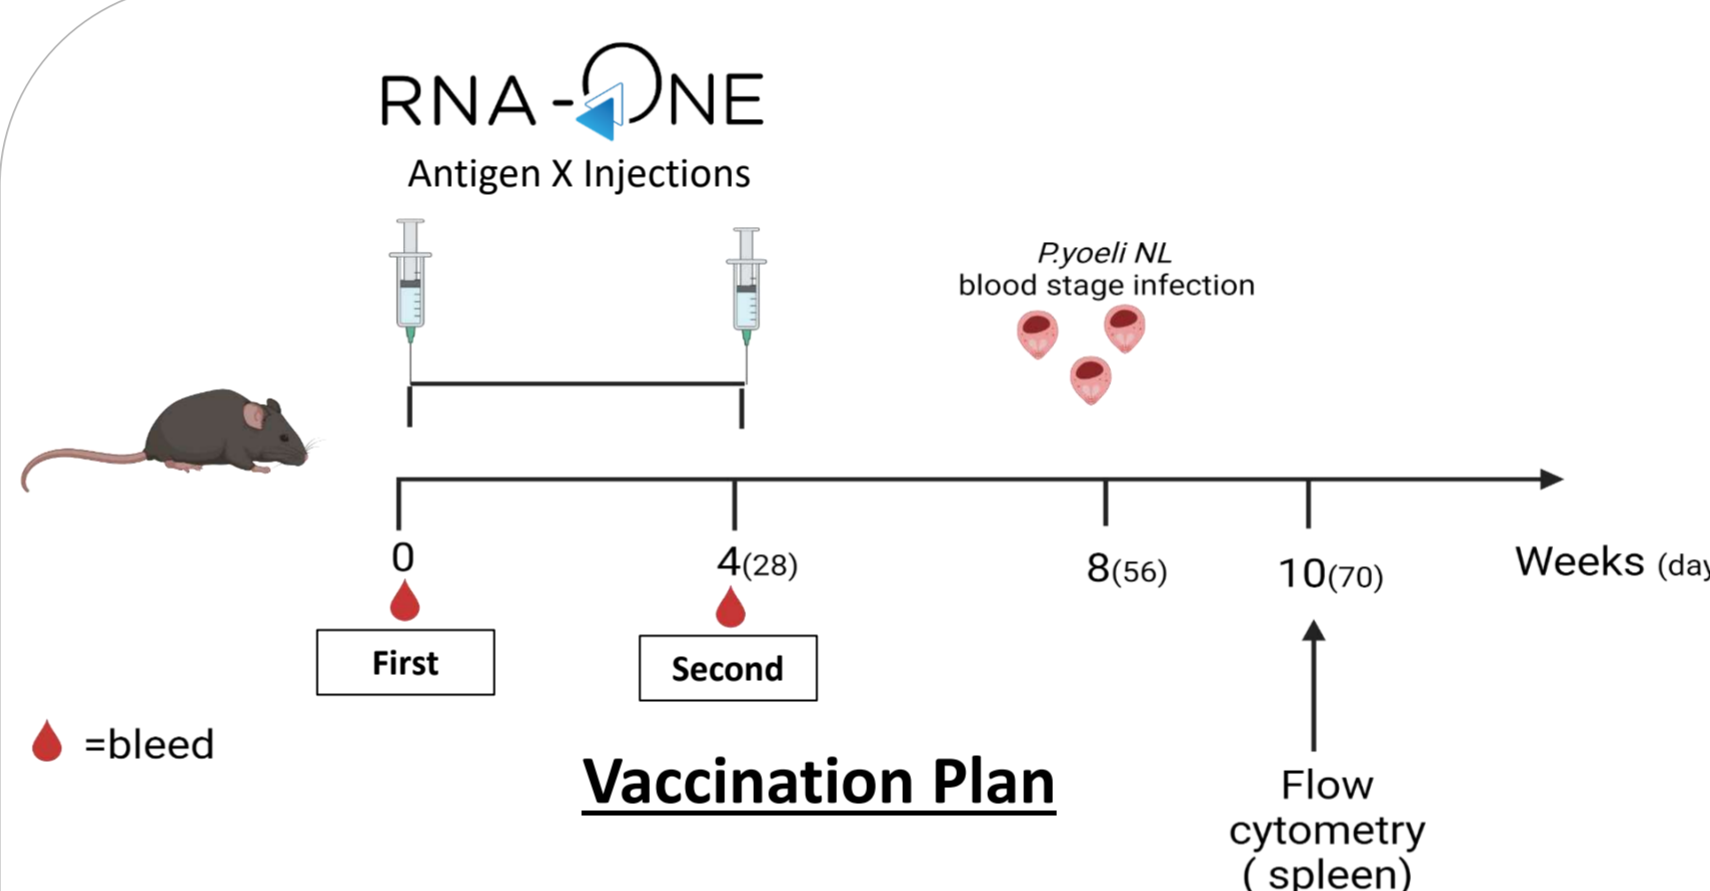 RNA-ONE
Antigen X Injections
P.yoeli NL
blood stage infection
0
4(28)
8(56)
10(70)
Weeks (day
First
Second
=bleed
Vaccination Plan
Flow
cytometry
( spleen)